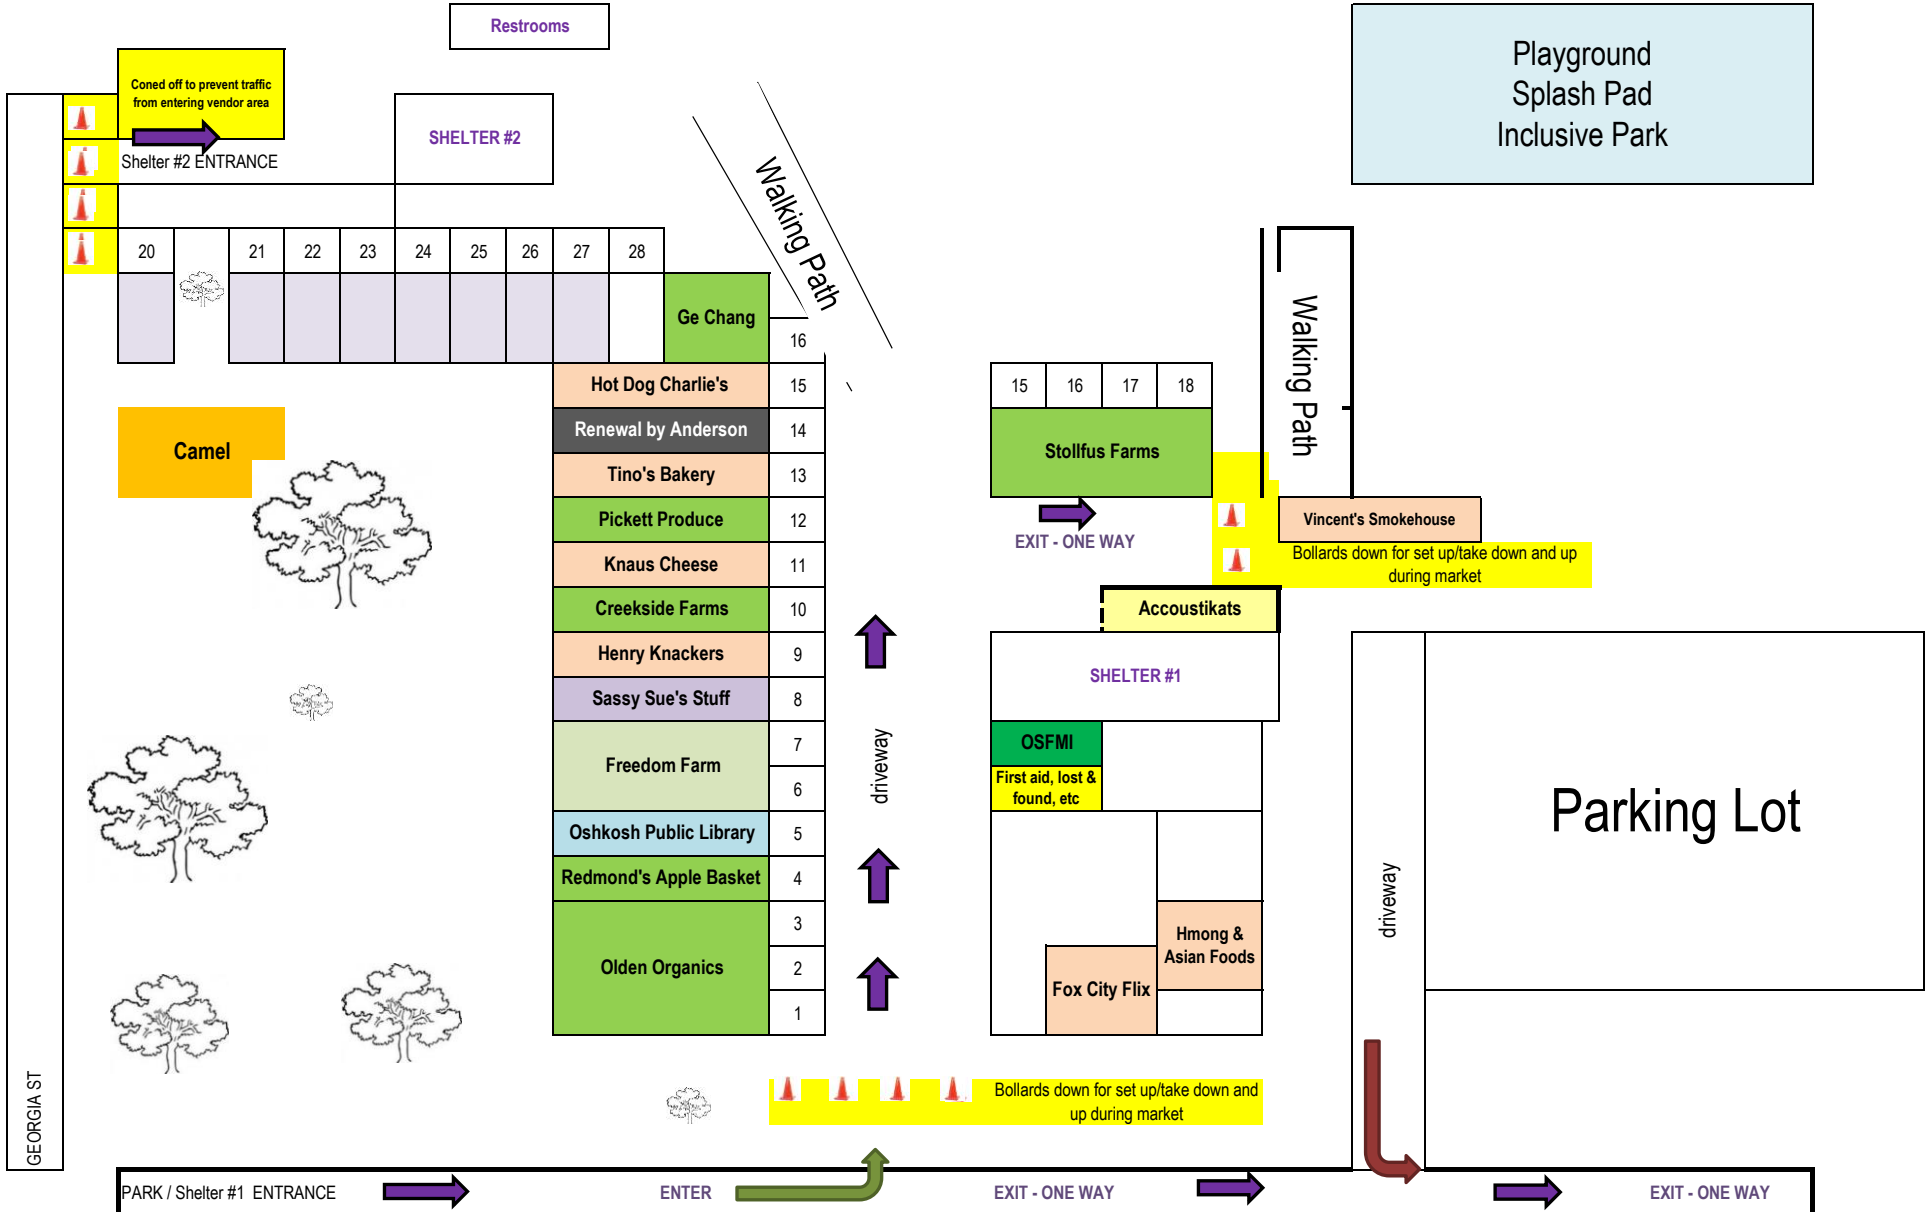 Restrooms
Playground
Splash Pad
Inclusive Park
Coned off to prevent traffic
from entering vendor area
SHELTER #2
Shelter #2 ENTRANCE
Walking Path
20
21
22
23
24
25
26
27
28
Ge Chang
16
Walking Path
Hot Dog Charlie's
15
15
16
17
18
Camel
Renewal by Anderson
14
Stollfus Farms
Tino's Bakery
13
Pickett Produce
12
Vincent's Smokehouse
EXIT - ONE WAY
Bollards down for set up/take down and up
during market
Knaus Cheese
11
Creekside Farms
10
Accoustikats
Henry Knackers
9
SHELTER #1
Sassy Sue's Stuff
8
Freedom Farm
7
6
driveway
OSFMI
First aid, lost &
found, etc
Parking Lot
Oshkosh Public Library
5
Redmond's Apple Basket
4
driveway
Olden Organics
3
2
1
Hmong &
Asian Foods
Fox City Flix
GEORGIA ST
Bollards down for set up/take down and
up during market
PARK / Shelter #1  ENTRANCE
ENTER
EXIT - ONE WAY
EXIT - ONE WAY